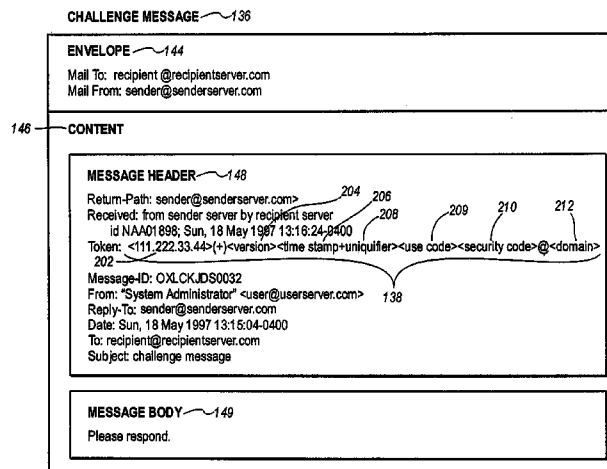 CHALLENGE MESSAGE 136
ENVELOPE 144
Mail To: recipient @recipientserver.com
Mail From: sender@senderserver.com
146 CONTENT
MESSAGE HEADER 148
Return-Path: sender@senderserver.com>
204 206
Received: from sender server by recipient server 208 209 210 212
id NAA01898; Sun, 18 May 1997 13:16:24-0400
Token: <111.222.33.44>(+)<version><time stamp+uniquifier><use code><security code>@<domain>
202
Message-ID: OXLCKJDS0032
138
From: "System Administrator" <user@userserver.com>
Reply-To: sender@senderserver.com
Date: Sun, 18 May 1997 13:15:04-0400
To: recipient@recipientserver.com
Subject: challenge message
MESSAGE BODY 149
Please respond.